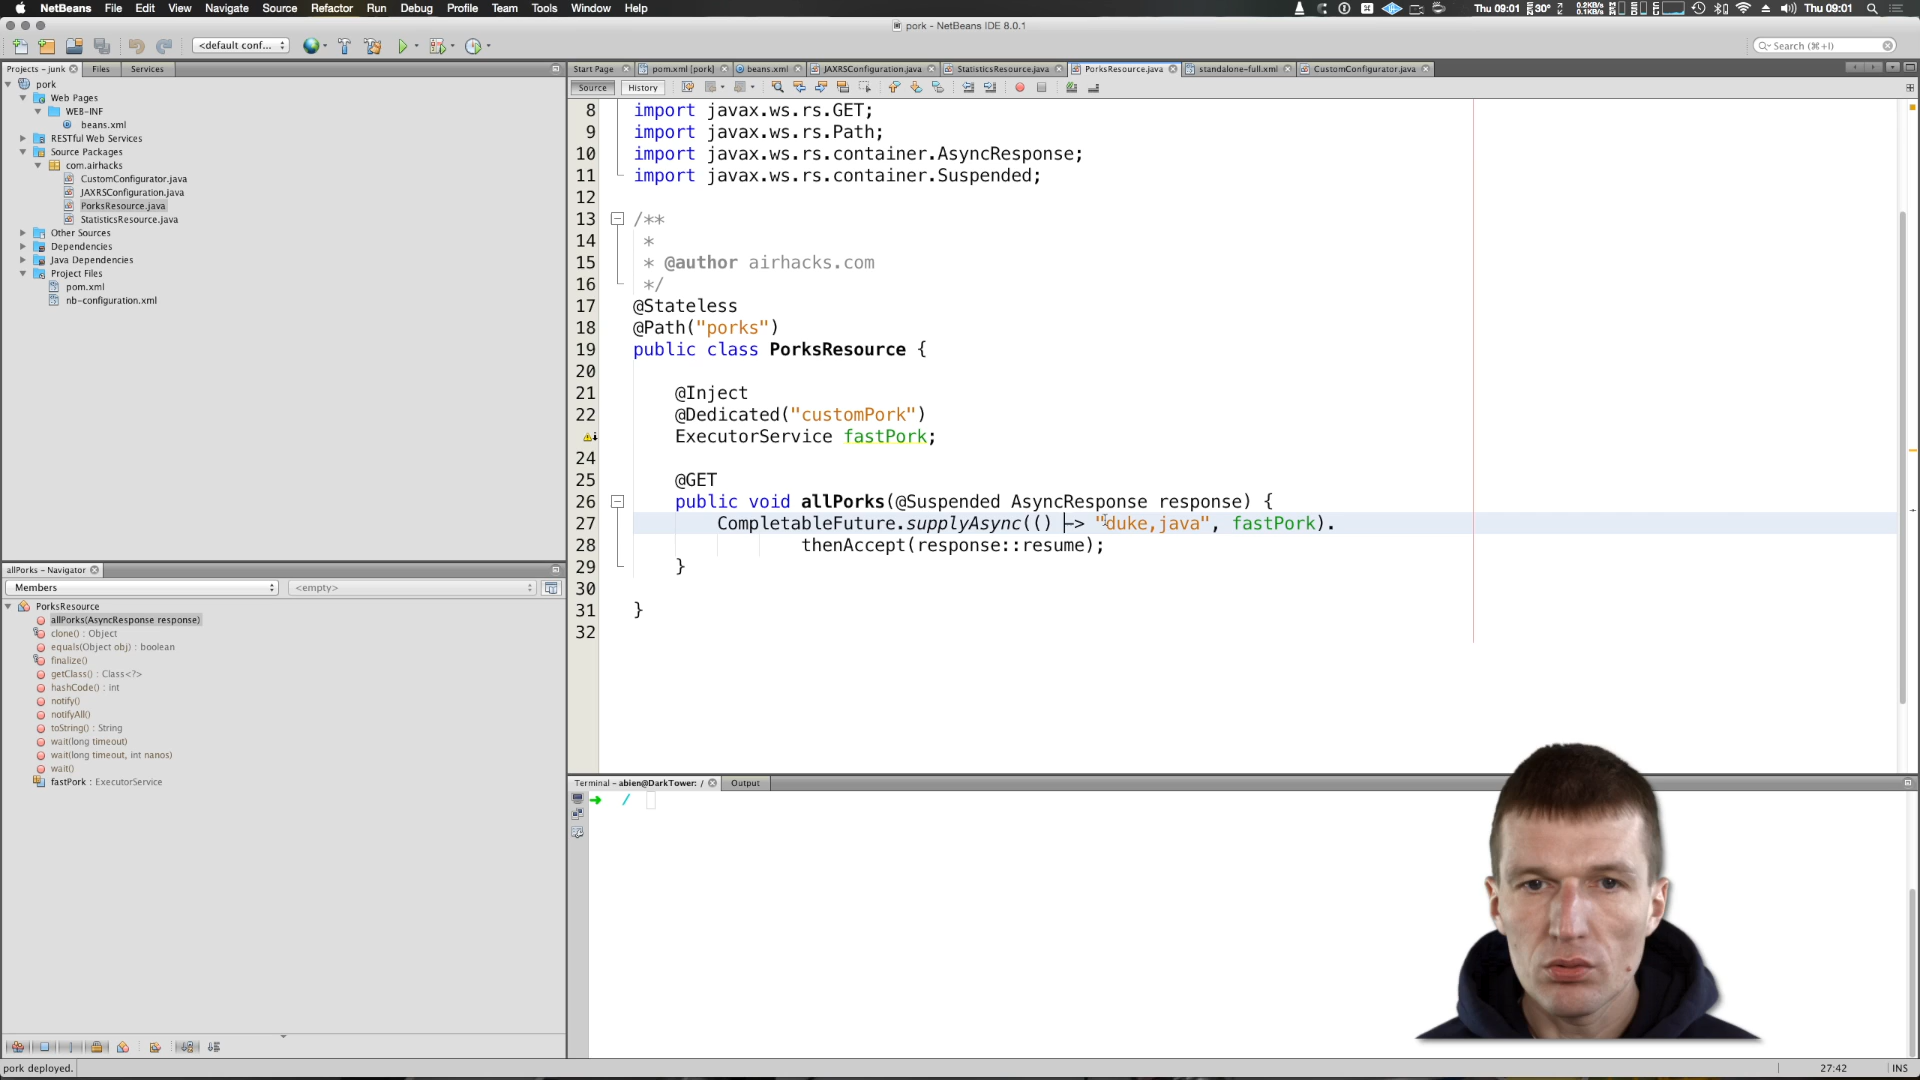 NetBeans File Edit View Navigate Source Refactor Run Debug Profile Team Tools Window Help
Thu 09:01 30° 0.2KB/s 0.1KB/s Thu 09:01
pork - NetBeans IDE 8.0.1
<default conf...
Search (⌘+I)
Projects - junk Files Services
pork
Web Pages
WEB-INF
beans.xml
RESTful Web Services
Source Packages
com.airhacks
CustomConfigurator.java
JAXRSConfiguration.java
PorksResource.java
StatisticsResource.java
Other Sources
Dependencies
Java Dependencies
Project Files
pom.xml
nb-configuration.xml
Start Page pom.xml [pork] beans.xml JAXRSConfiguration.java StatisticsResource.java PorksResource.java standalone-full.xml CustomConfigurator.java
Source History
8 import javax.ws.rs.GET;
9 import javax.ws.rs.Path;
10 import javax.ws.rs.container.AsyncResponse;
11 import javax.ws.rs.container.Suspended;
12
13 /**
14 *
15 * @author airhacks.com
16 */
17 @Stateless
18 @Path("porks")
19 public class PorksResource {
20
21 @Inject
22 @Dedicated("customPork")
ExecutorService fastPork;
24
25 @GET
26 public void allPorks(@Suspended AsyncResponse response) {
27 CompletableFuture.supplyAsync(() -> "duke,java", fastPork).
28 thenAccept(response::resume);
29 }
30
31 }
32
allPorks - Navigator
Members <empty>
PorksResource
allPorks(AsyncResponse response)
clone() : Object
equals(Object obj) : boolean
finalize()
getClass() : Class<?>
hashCode() : int
notify()
notifyAll()
toString() : String
wait(long timeout)
wait(long timeout, int nanos)
wait()
fastPork : ExecutorService
Terminal - abien@DarkTower: / Output
➜ /
pork deployed.
27:42 INS